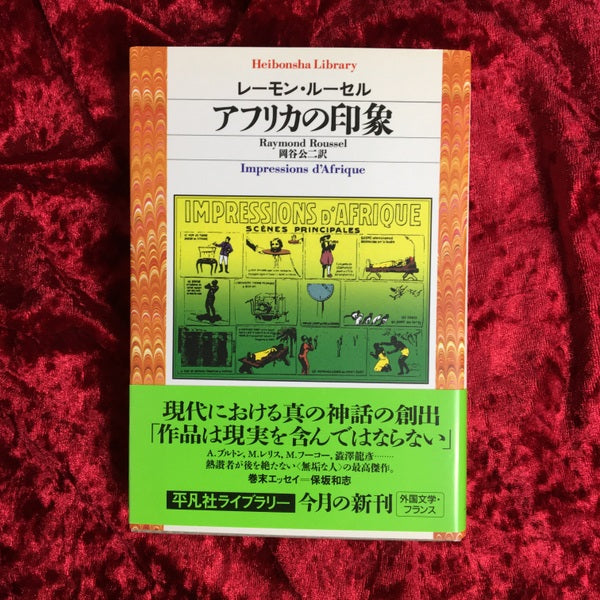 Heibonsha Library
レーモン・ルーセル
アフリカの印象
Raymond Roussel
岡谷公二訳
Impressions d'Afrique
IMPRESSIONS D'AFRIQUE
SCÈNES PRINCIPALES
現代における真の神話の創出
「作品は現実を含んではならない」
A.ブルトン、M.レリス、M.フーコー、澁澤龍彦………
熱讃者が後を絶たない〈無垢な人〉の最高傑作。
巻末エッセイ=保坂和志
平凡社ライブラリー 今月の新刊 外国文学・
フランス